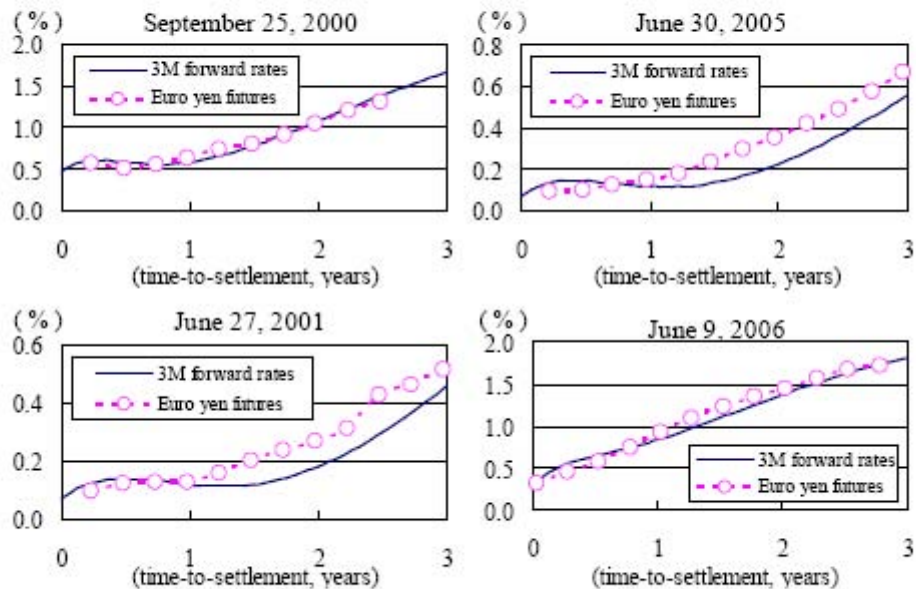 (%)
September 25, 2000
2.0
1.5
1.0
0.5
0.0
3M forward rates
Euro yen futures
0 1 2 3
(time-to-settlement, years)
(%)
June 30, 2005
0.8
0.6
0.4
0.2
0.0
3M forward rates
Euro yen futures
0 1 2 3
(time-to-settlement, years)
(%)
June 27, 2001
0.6
0.4
0.2
0.0
3M forward rates
Euro yen futures
0 1 2 3
(time-to-settlement, years)
(%)
June 9, 2006
2.0
1.5
1.0
0.5
0.0
3M forward rates
Euro yen futures
0 1 2 3
(time-to-settlement, years)